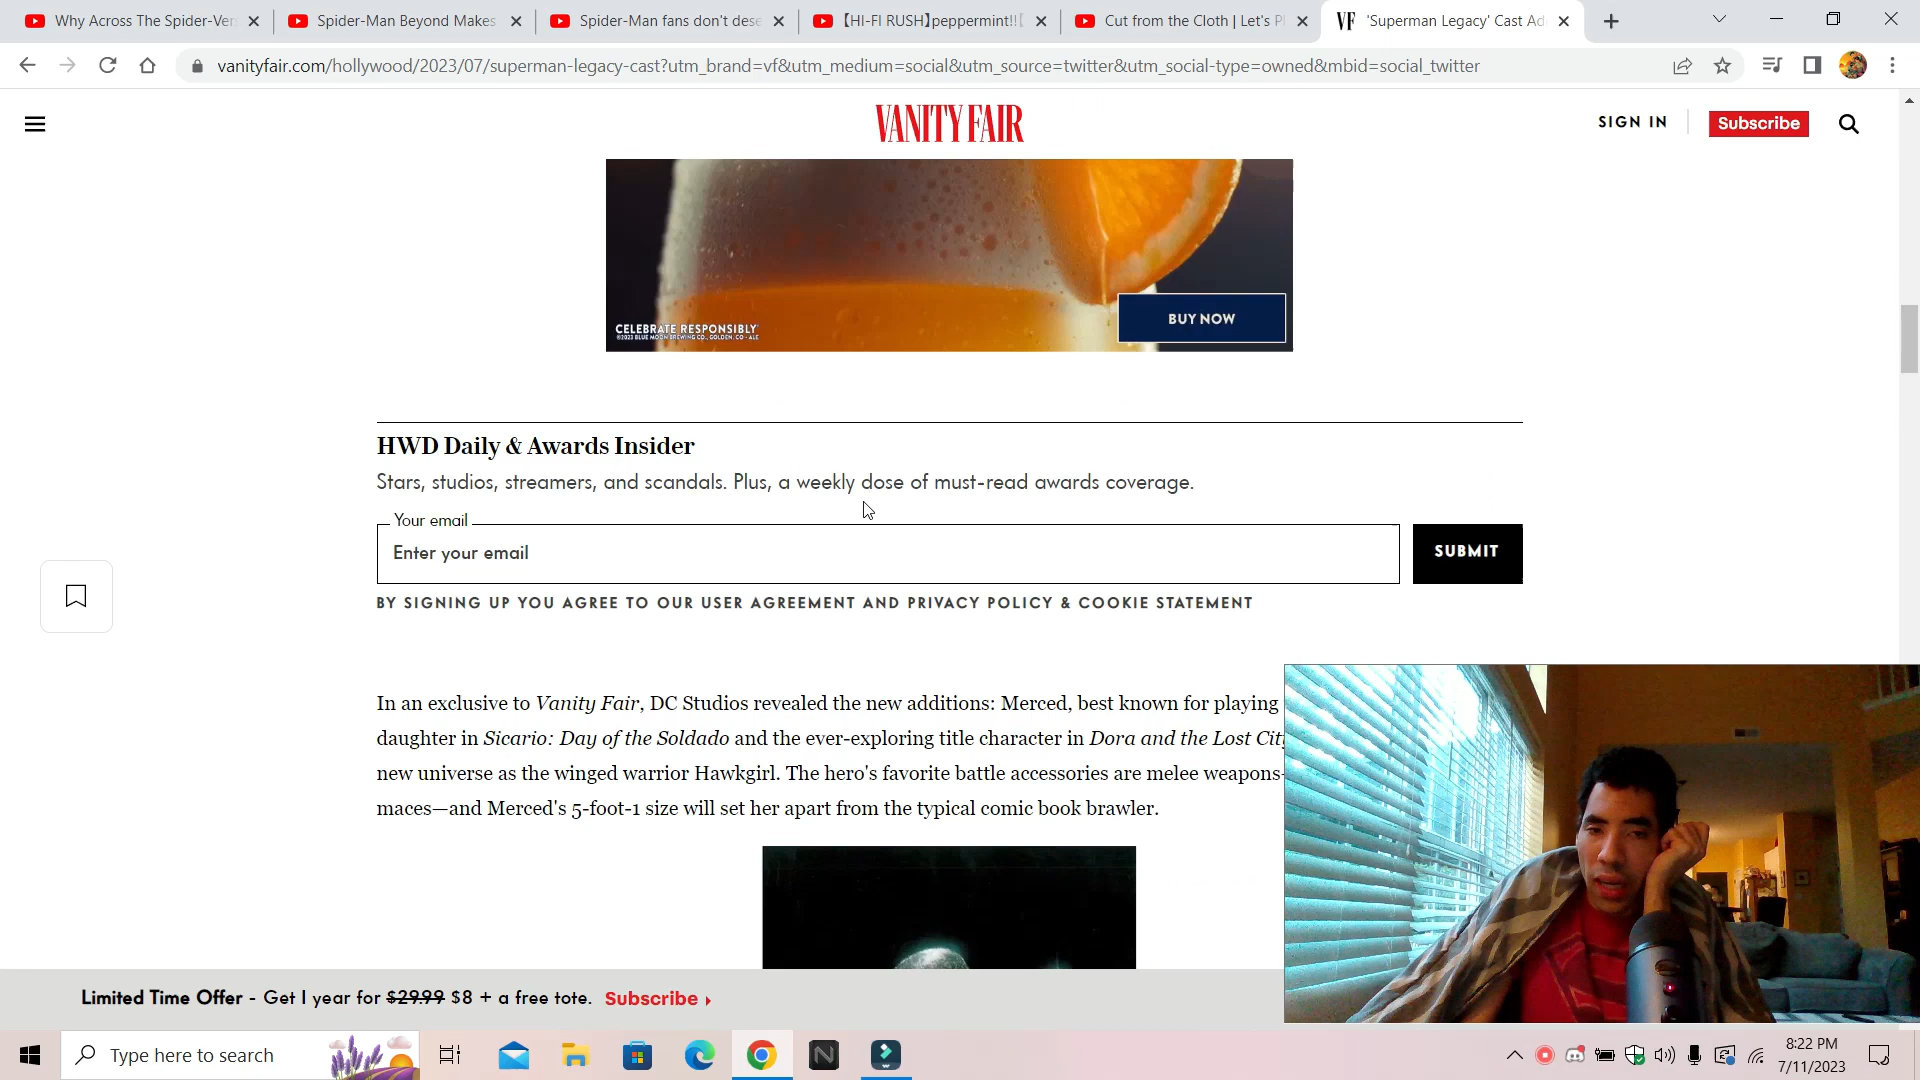 Why Across The Spider-Ver
Spider-Man Beyond Makes
Spider-Man fans don't dese
【HI-FI RUSH】peppermint!!【
Cut from the Cloth | Let's Pl
VF 'Superman Legacy' Cast Ad
vanityfair.com/hollywood/2023/07/superman-legacy-cast?utm_brand=vf&utm_medium=social&utm_source=twitter&utm_social-type=owned&mbid=social_twitter
VANITY FAIR
SIGN IN
Subscribe
CELEBRATE RESPONSIBLY®
©2023 BLUE MOON BREWING CO., GOLDEN, CO • ALE
BUY NOW
HWD Daily & Awards Insider
Stars, studios, streamers, and scandals. Plus, a weekly dose of must-read awards coverage.
Your email
Enter your email
SUBMIT
BY SIGNING UP YOU AGREE TO OUR USER AGREEMENT AND PRIVACY POLICY & COOKIE STATEMENT
In an exclusive to Vanity Fair, DC Studios revealed the new additions: Merced, best known for playing
daughter in Sicario: Day of the Soldado and the ever-exploring title character in Dora and the Lost City
new universe as the winged warrior Hawkgirl. The hero's favorite battle accessories are melee weapons—
maces—and Merced's 5-foot-1 size will set her apart from the typical comic book brawler.
Limited Time Offer - Get 1 year for $29.99 $8 + a free tote. Subscribe
Type here to search
8:22 PM
7/11/2023